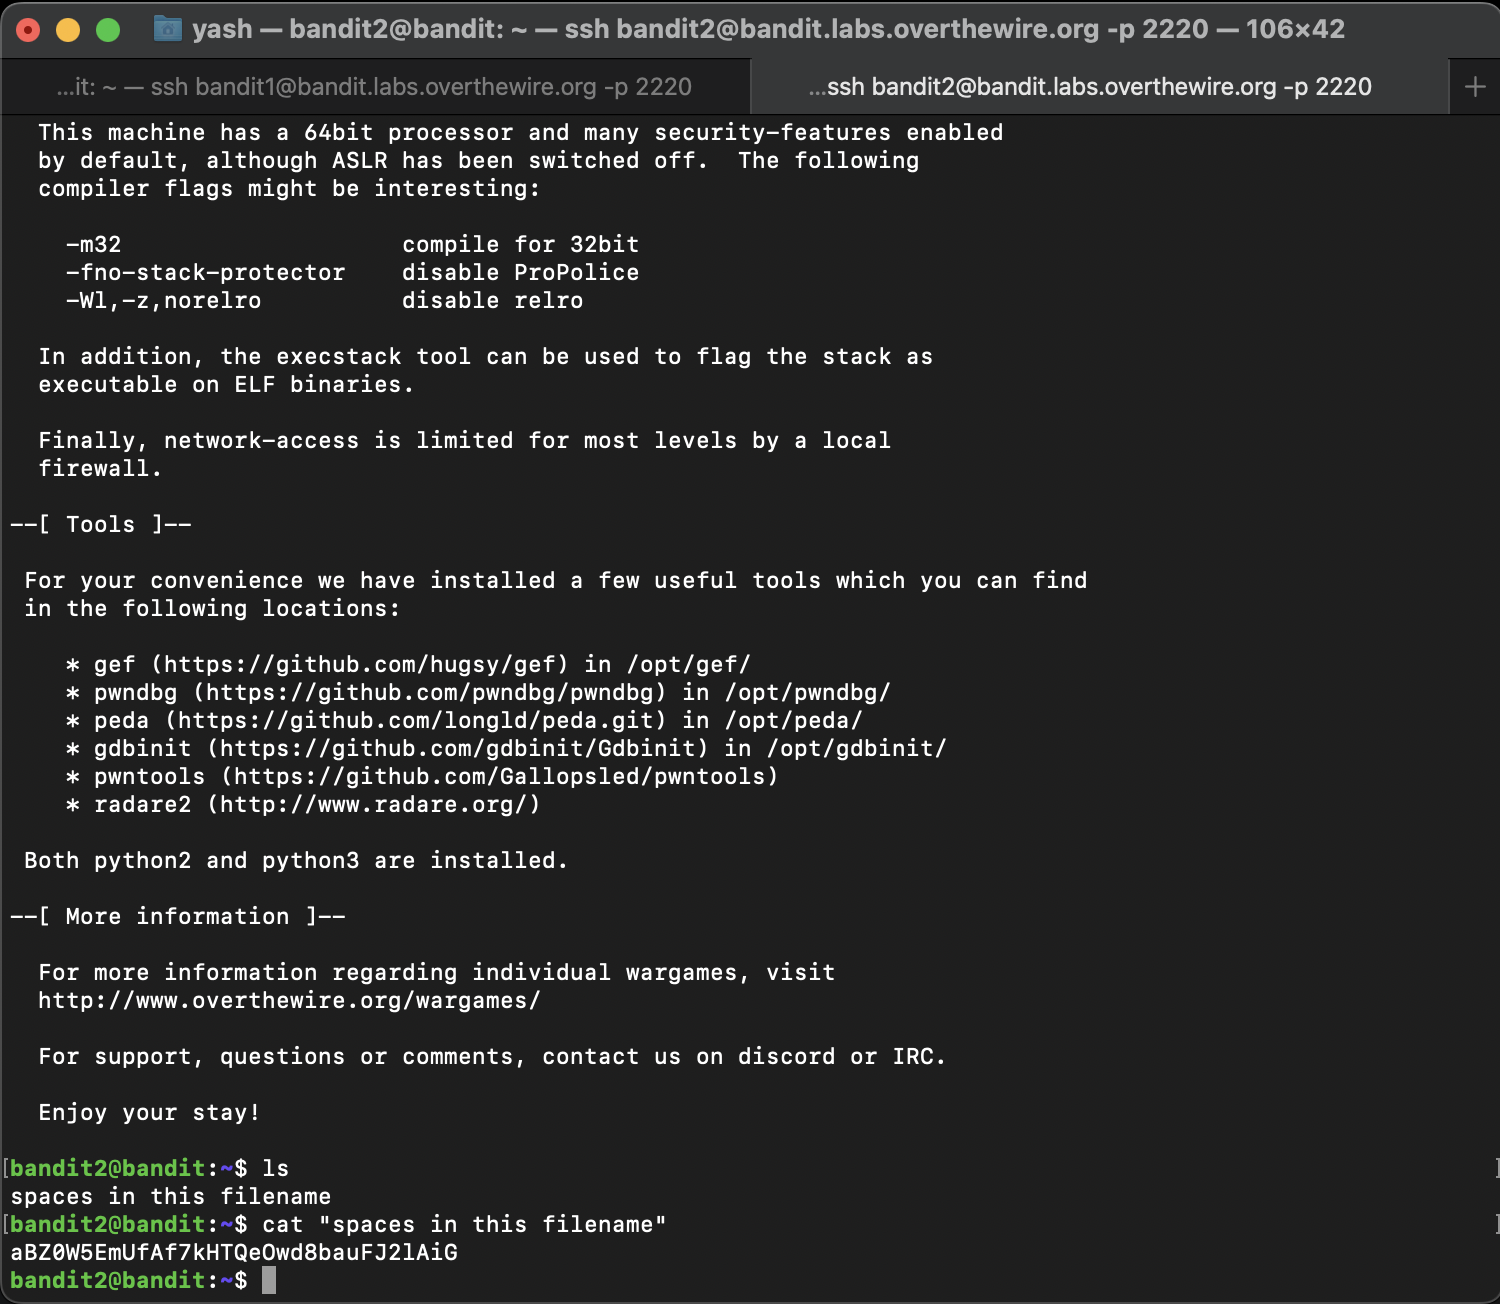 yash — bandit2@bandit: ~ — ssh bandit2@bandit.labs.overthewire.org -p 2220 — 106×42
...it: ~ — ssh bandit1@bandit.labs.overthewire.org -p 2220
...ssh bandit2@bandit.labs.overthewire.org -p 2220
+
  This machine has a 64bit processor and many security-features enabled
  by default, although ASLR has been switched off.  The following
  compiler flags might be interesting:

    -m32                    compile for 32bit
    -fno-stack-protector    disable ProPolice
    -Wl,-z,norelro          disable relro

  In addition, the execstack tool can be used to flag the stack as
  executable on ELF binaries.

  Finally, network-access is limited for most levels by a local
  firewall.

--[ Tools ]--

 For your convenience we have installed a few useful tools which you can find
 in the following locations:

    * gef (https://github.com/hugsy/gef) in /opt/gef/
    * pwndbg (https://github.com/pwndbg/pwndbg) in /opt/pwndbg/
    * peda (https://github.com/longld/peda.git) in /opt/peda/
    * gdbinit (https://github.com/gdbinit/Gdbinit) in /opt/gdbinit/
    * pwntools (https://github.com/Gallopsled/pwntools)
    * radare2 (http://www.radare.org/)

 Both python2 and python3 are installed.

--[ More information ]--

  For more information regarding individual wargames, visit
  http://www.overthewire.org/wargames/

  For support, questions or comments, contact us on discord or IRC.

  Enjoy your stay!

[bandit2@bandit:~$ ls ]
spaces in this filename
[bandit2@bandit:~$ cat "spaces in this filename" ]
aBZ0W5EmUfAf7kHTQeOwd8bauFJ2lAiG
bandit2@bandit:~$